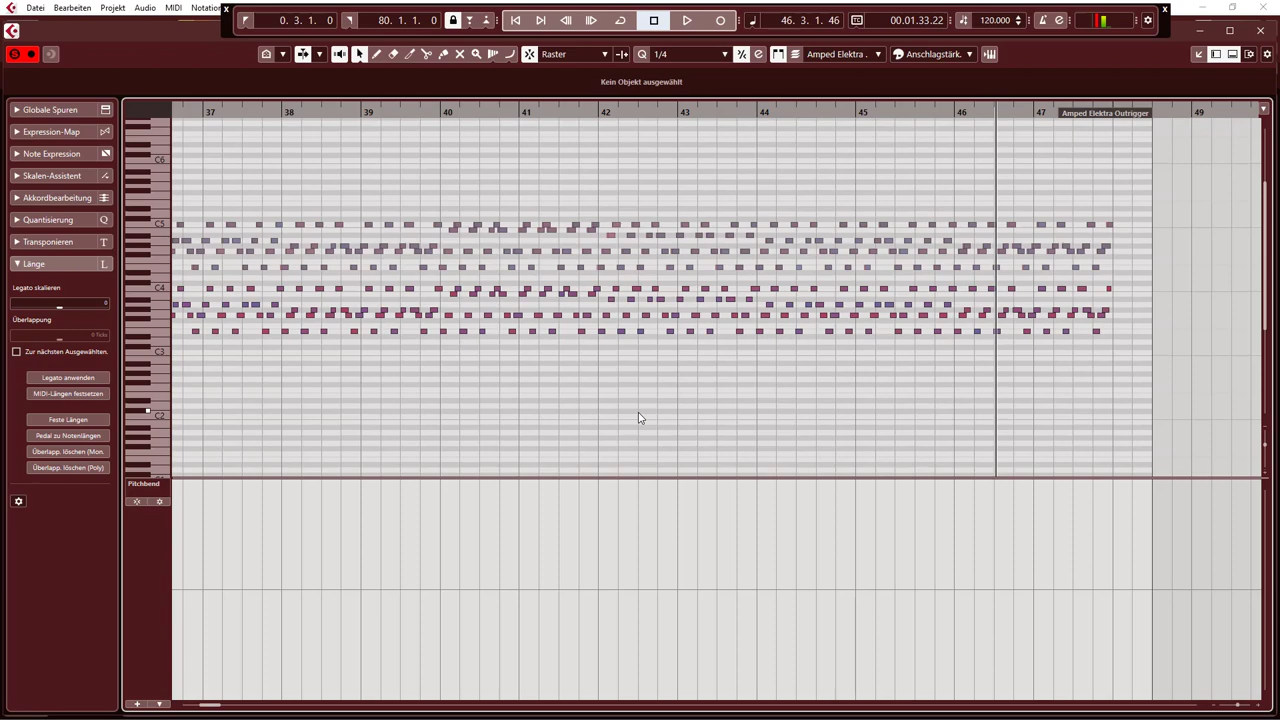 Datei Bearbeiten Projekt Audio MIDI Notation
x x
0. 3. 1. 0 80. 1. 1. 0 46. 3. 1. 46 00.01.33.22 120.000
S Raster Q 1/4 Amped Elektra . Anschlagstärk.
Kein Objekt ausgewählt
Globale Spuren
Expression-Map
Note Expression
Skalen-Assistent
Akkordbearbeitung
Quantisierung Q
Transponieren T
Länge L
Legato skalieren
0
Überlappung
0 Ticks
Zur nächsten Ausgewählten.
Legato anwenden
MIDI-Längen festsetzen
Feste Längen
Pedal zu Notenlängen
Überlapp. löschen (Mon.
Überlapp. löschen (Poly)
37 38 39 40 41 42 43 44 45 46 47 Amped Elektra Outrigger 49
C6
C5
C4
C3
C2
Pitchbend